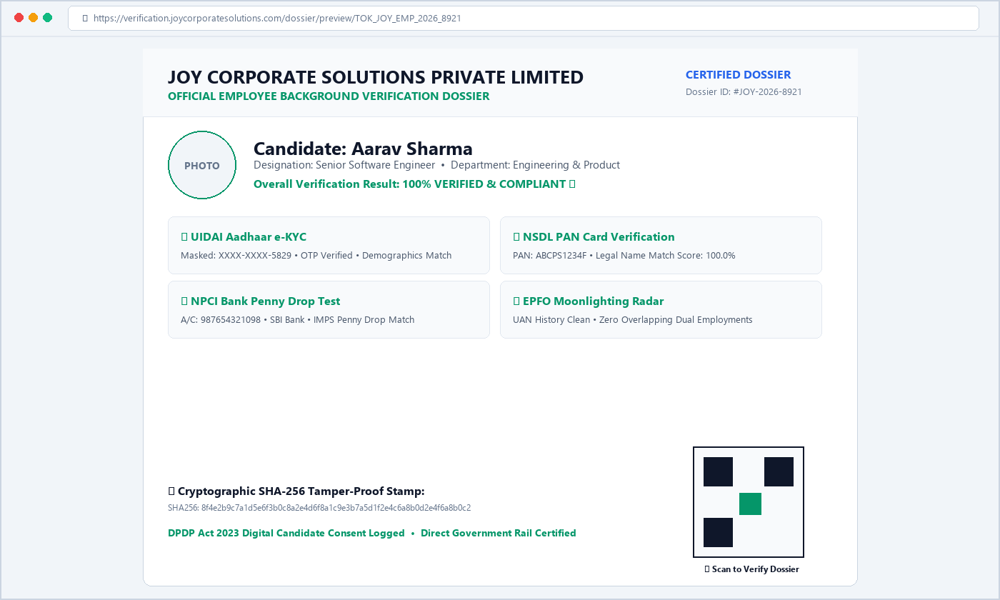 https://verification.joycorporatesolutions.com/dossier/preview/TOK_JOY_EMP_2026_8921
JOY CORPORATE SOLUTIONS PRIVATE LIMITED
OFFICIAL EMPLOYEE BACKGROUND VERIFICATION DOSSIER
CERTIFIED DOSSIER
Dossier ID: #JOY-2026-8921
PHOTO
Candidate: Aarav Sharma
Designation: Senior Software Engineer • Department: Engineering & Product
Overall Verification Result: 100% VERIFIED & COMPLIANT
UIDAI Aadhaar e-KYC
Masked: XXXX-XXXX-5829 • OTP Verified • Demographics Match
NSDL PAN Card Verification
PAN: ABCPS1234F • Legal Name Match Score: 100.0%
NPCI Bank Penny Drop Test
A/C: 987654321098 • SBI Bank • IMPS Penny Drop Match
EPFO Moonlighting Radar
UAN History Clean • Zero Overlapping Dual Employments
Cryptographic SHA-256 Tamper-Proof Stamp:
SHA256: 8f4e2b9c7a1d5e6f3b0c8a2e4d6f8a1c9e3b7a5d1f2e4c6a8b0d2e4f6a8b0c2
DPDP Act 2023 Digital Candidate Consent Logged • Direct Government Rail Certified
Scan to Verify Dossier